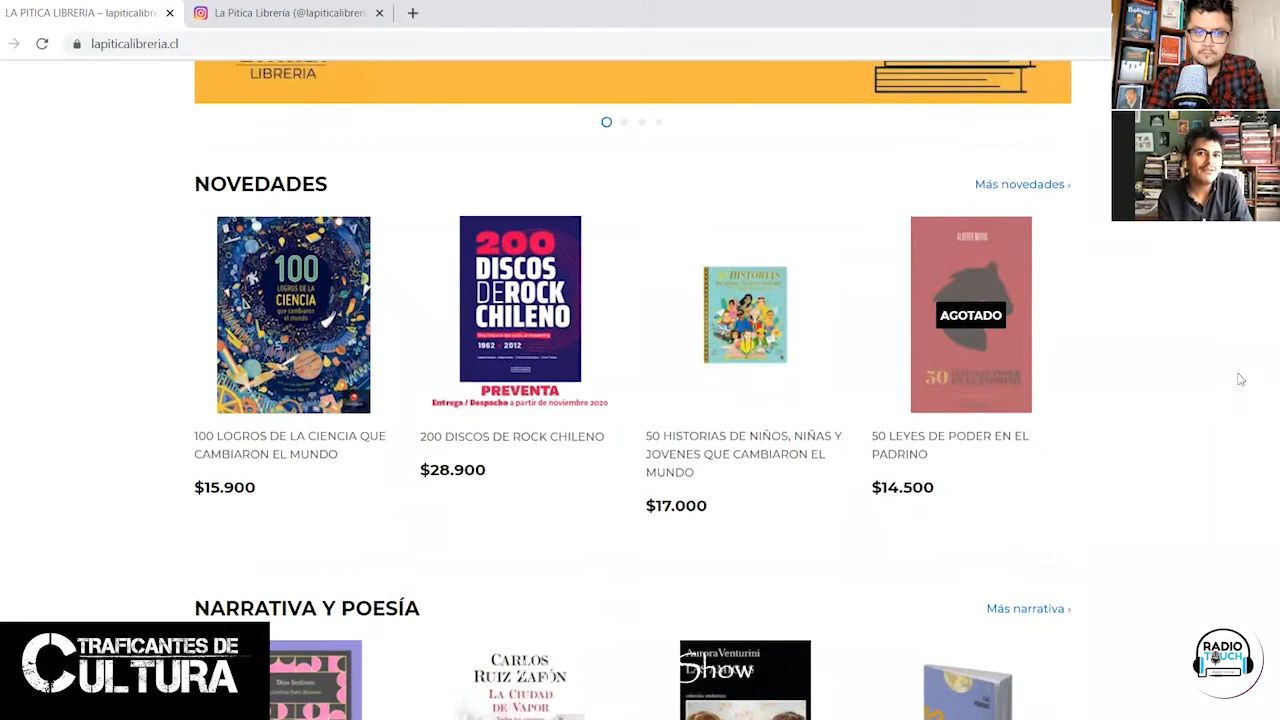 LA PITICA LIBRERIA – lapiticalibre
La Pitica Librería (@lapiticalibreri
lapiticalibreria.cl
LIBRERIA
NOVEDADES
Más novedades ›
100
LOGROS DE LA
CIENCIA
que cambiaron
el mundo
200
DISCOS
DE ROCK
CHILENO
1962 - 2012
PREVENTA
Entrega / Despacho a partir de noviembre 2020
HISTORIAS
AGOTADO
50
100 LOGROS DE LA CIENCIA QUE
CAMBIARON EL MUNDO
$15.900
200 DISCOS DE ROCK CHILENO
$28.900
50 HISTORIAS DE NIÑOS, NIÑAS Y
JOVENES QUE CAMBIARON EL
MUNDO
$17.000
50 LEYES DE PODER EN EL
PADRINO
$14.500
NARRATIVA Y POESÍA
Más narrativa ›
CARLOS
RUIZ ZAFÓN
LA CIUDAD
DE VAPOR
Aurora Venturini
Show
TRAFICANTES DE
CULTURA
RADIO
TOUCH
Bolívar